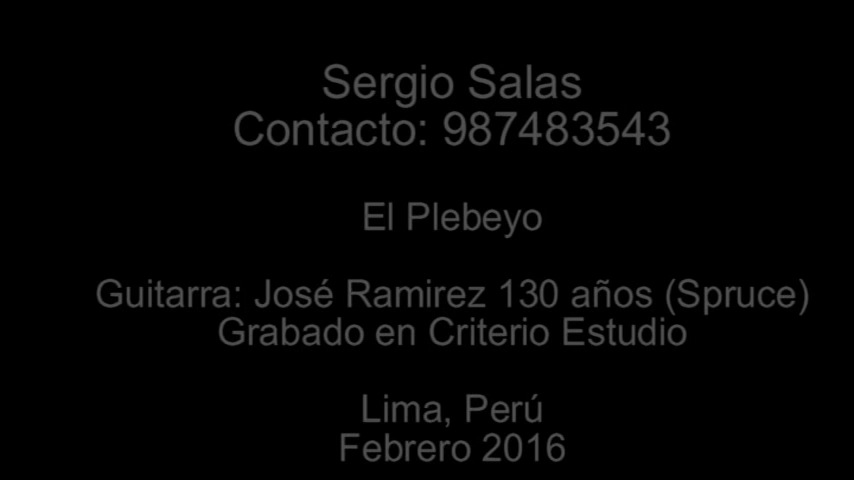 Sergio Salas
Contacto: 987483543
El Plebeyo
Guitarra: José Ramirez 130 años (Spruce)
Grabado en Criterio Estudio
Lima, Perú
Febrero 2016